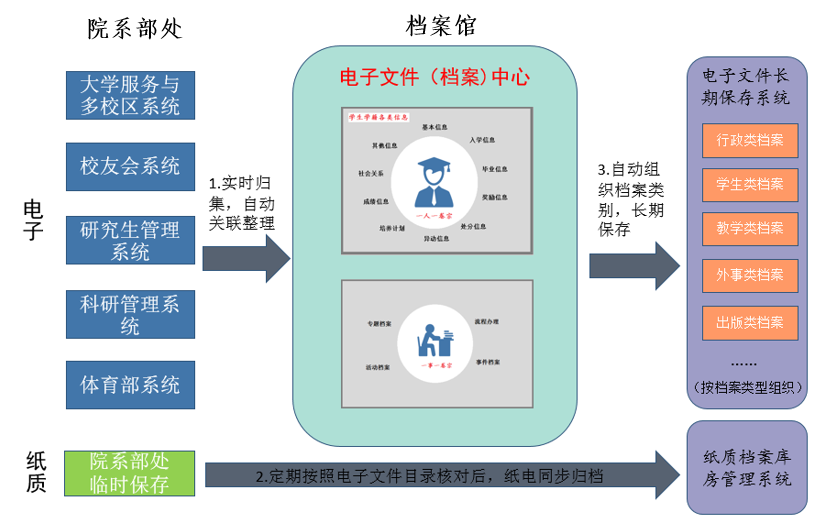 院系部处
档案馆
电子
大学服务与
多校区系统
校友会系统
研究生管理
系统
科研管理系
统
体育部系统
1.实时归
集，自动
关联整理
电子文件（档案)中心
学生学籍各类信息
基本信息
其他信息
入学信息
社会关系
毕业信息
成绩信息
奖励信息
一人一卷宗
培养计划
处分信息
异动信息
专题档案
流程办理
活动档案
事件档案
一事一卷宗
3.自动组
织档案类
别，长期
保存
电子文件长
期保存系统
行政类档案
学生类档案
教学类档案
外事类档案
出版类档案
……
（按档案类型组织）
纸质
院系部处
临时保存
2.定期按照电子文件目录核对后，纸电同步归档
纸质档案库
房管理系统